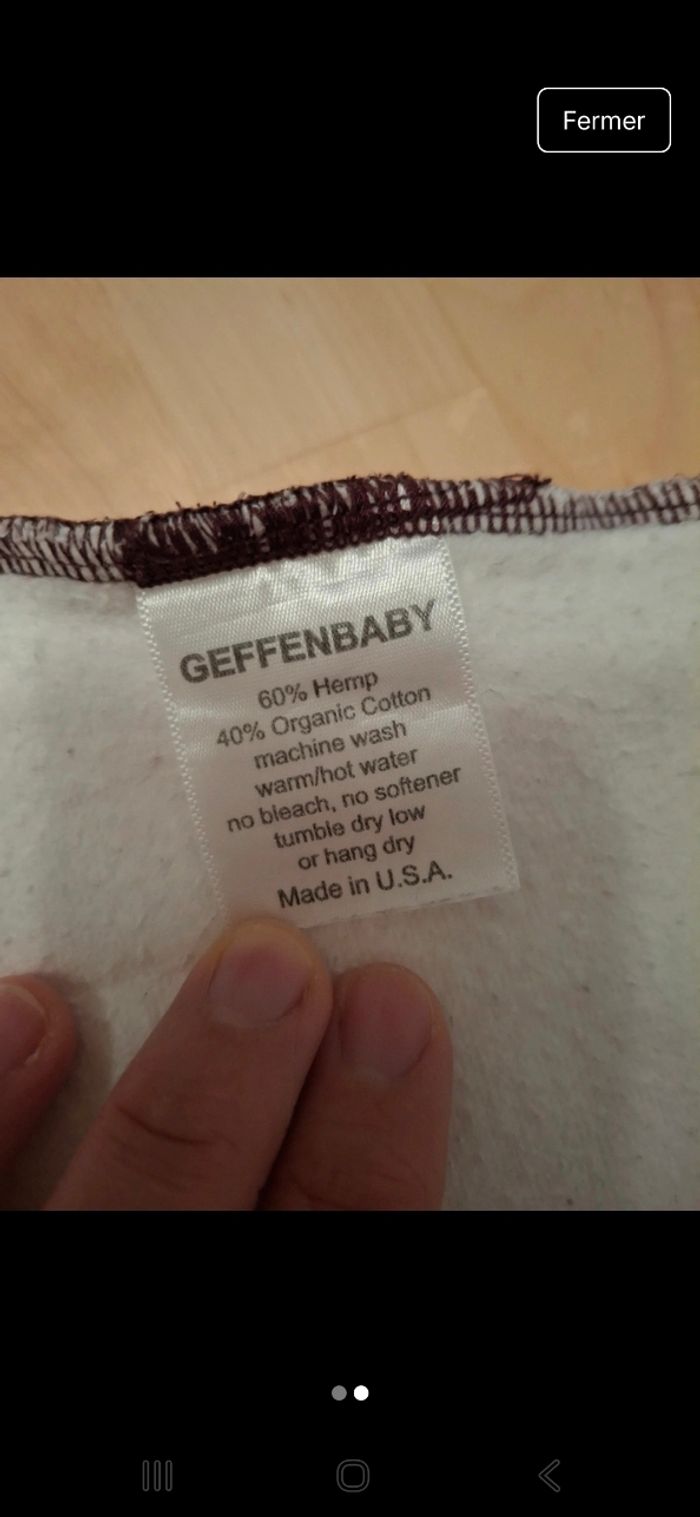 Fermer
GEFFENBABY
60% Hemp
40% Organic Cotton
machine wash
warm/hot water
no bleach, no softener
tumble dry low
or hang dry
Made in U.S.A.